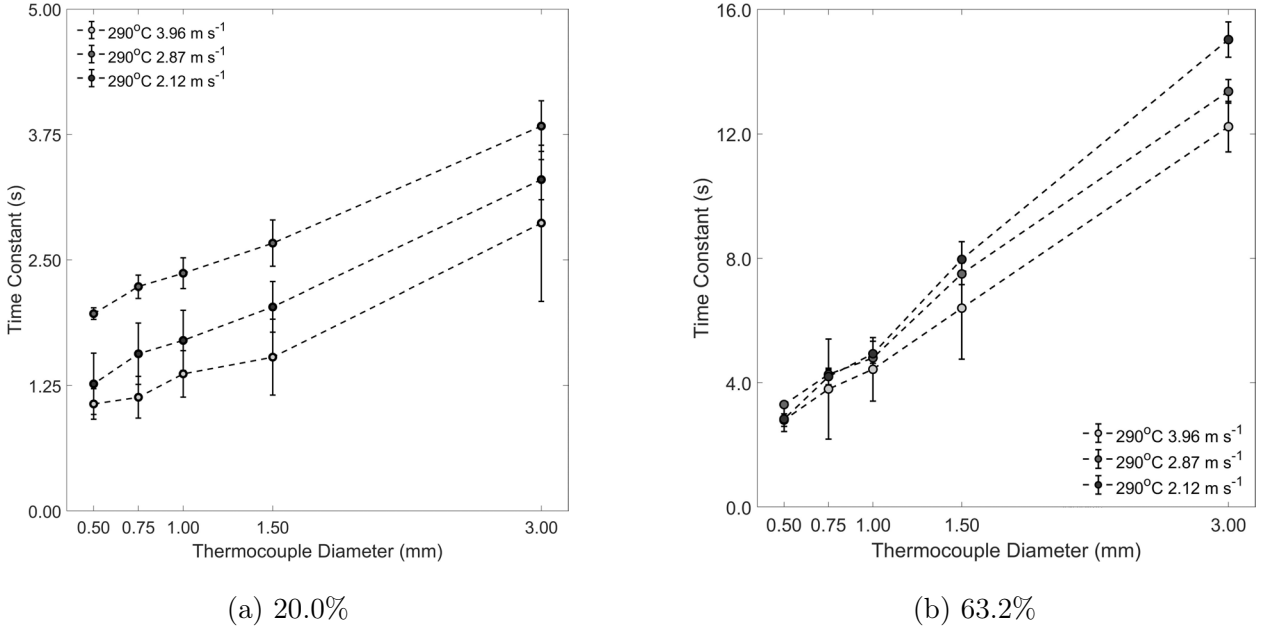 5.00
3.75
2.50
1.25
0.00
Time Constant (s)
290°C 3.96 m s⁻¹
290°C 2.87 m s⁻¹
290°C 2.12 m s⁻¹
0.50 0.75 1.00 1.50 3.00
Thermocouple Diameter (mm)
(a) 20.0%
16.0
12.0
8.0
4.0
0.0
Time Constant (s)
290°C 3.96 m s⁻¹
290°C 2.87 m s⁻¹
290°C 2.12 m s⁻¹
0.50 0.75 1.00 1.50 3.00
Thermocouple Diameter (mm)
(b) 63.2%